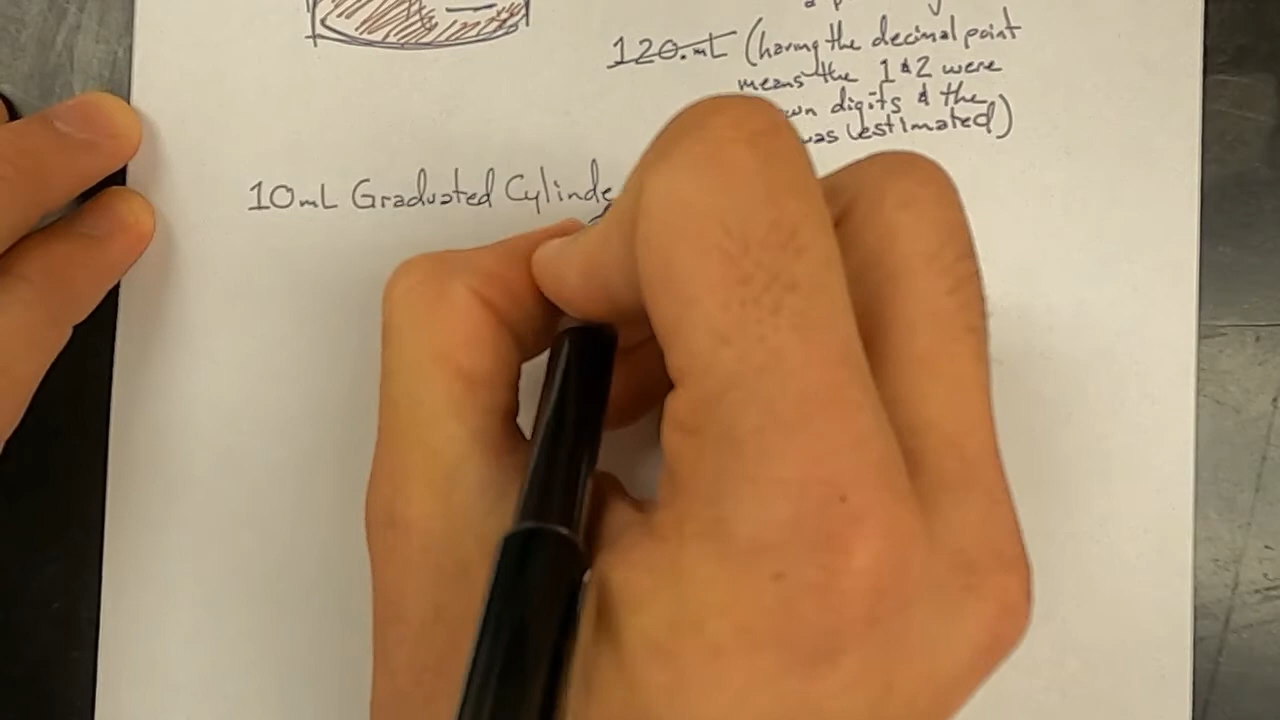 120.mL (having the decimal point
means the 1 & 2 were
digits & the
was (estimated)
10mL Graduated Cylinde